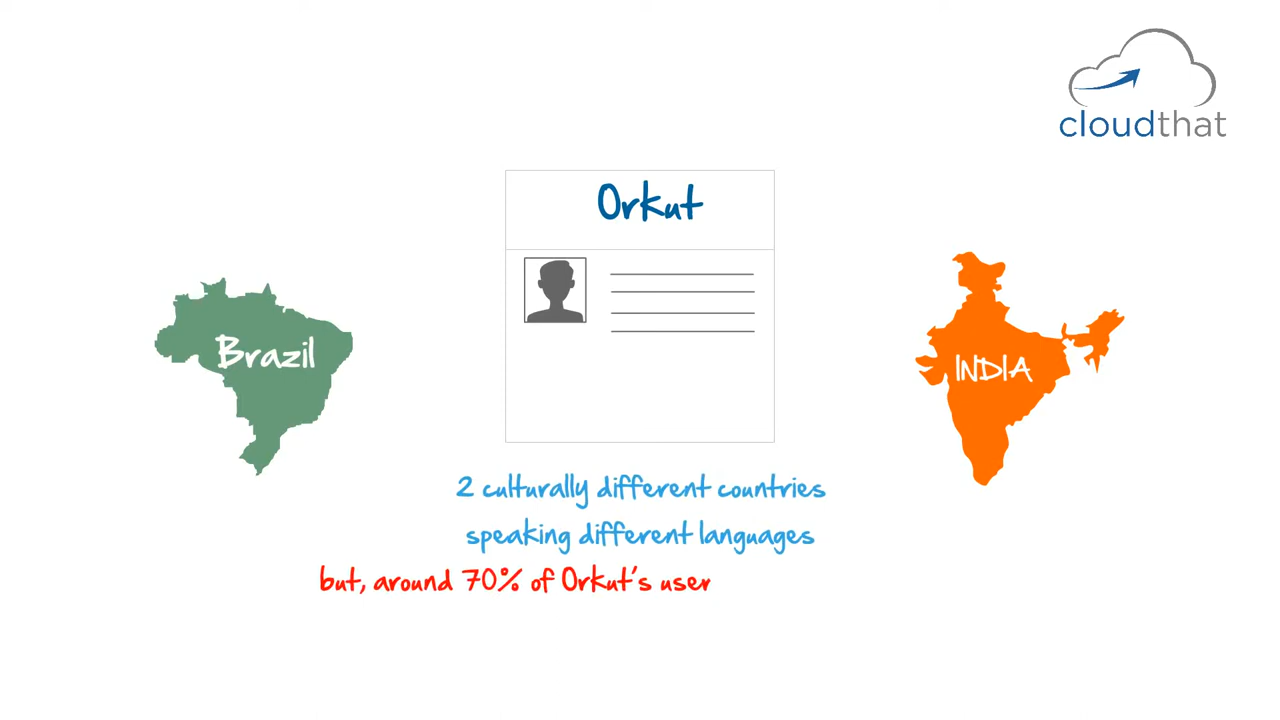 cloudthat
Orkut
Brazil
INDIA
2 culturally different countries
speaking different languages
but, around 70% of Orkut's user